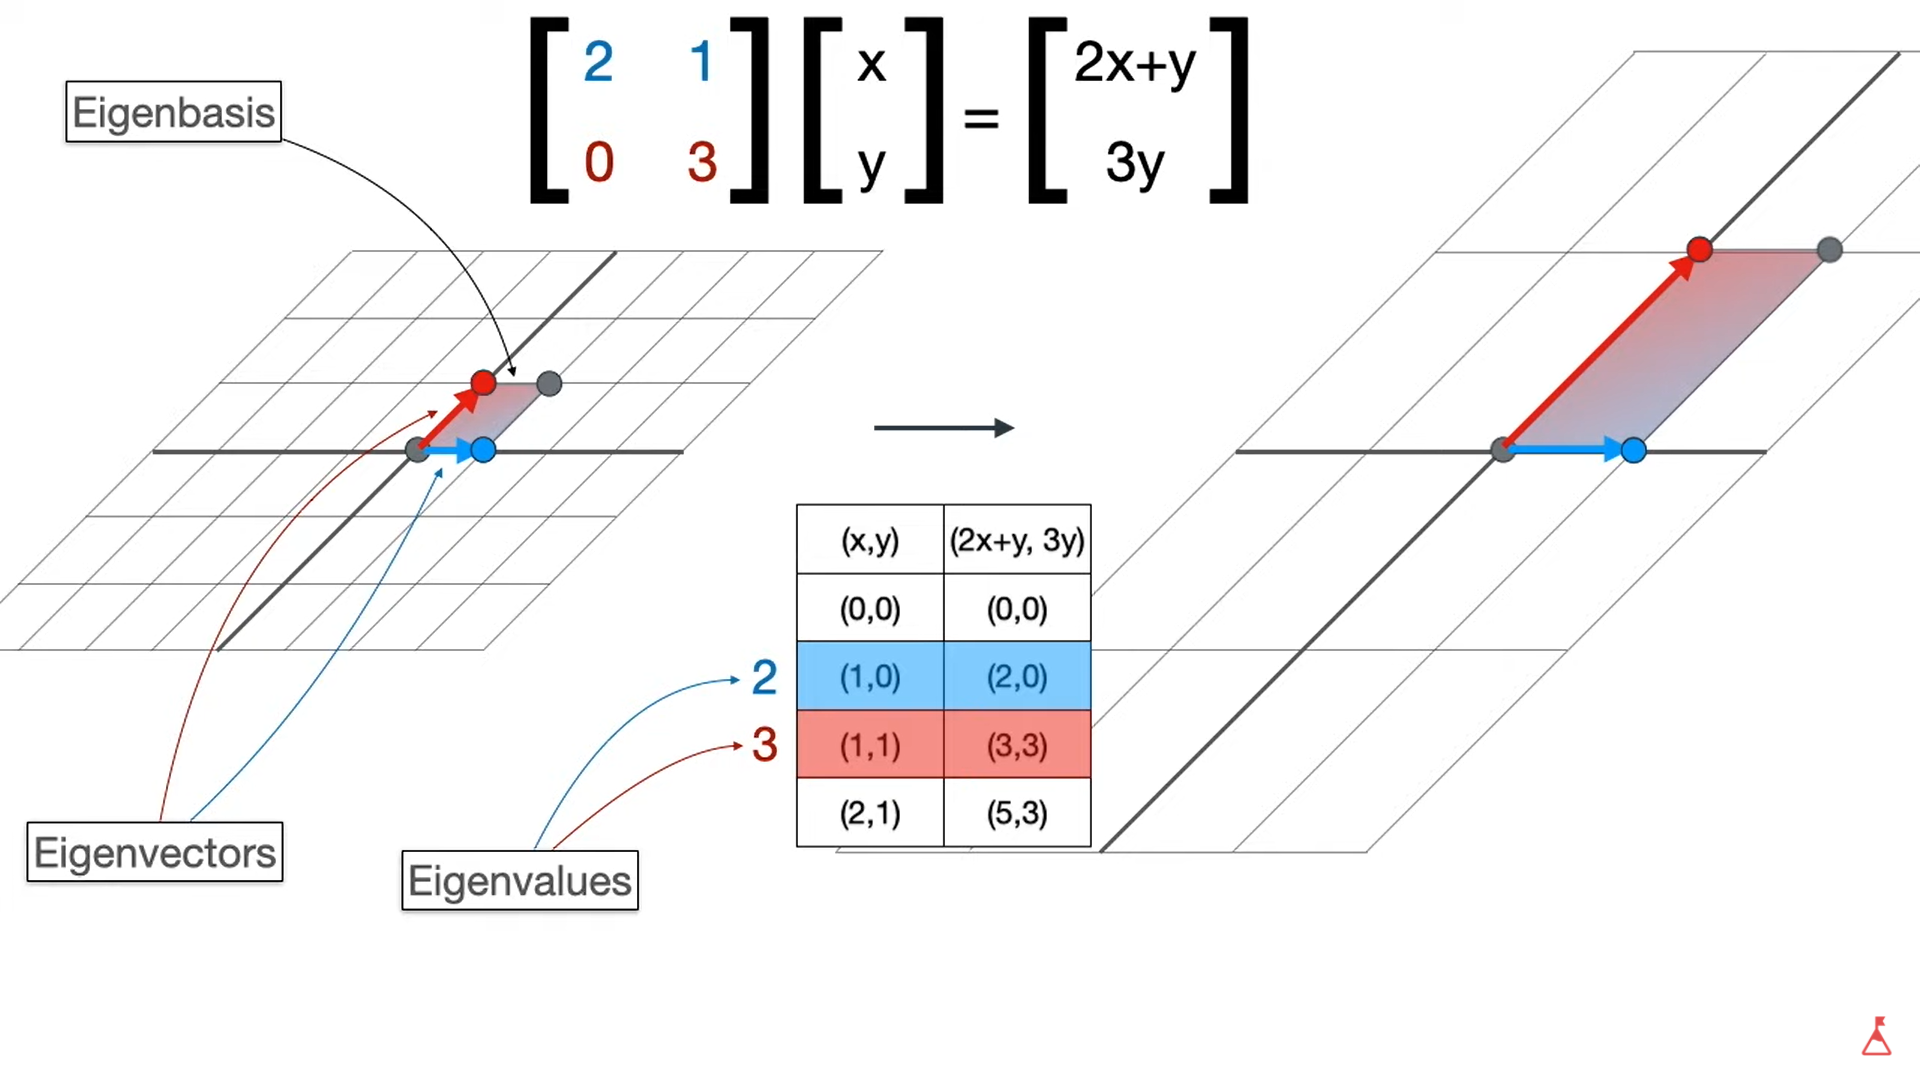 2 1 x 2x+y
=
0 3 y 3y
Eigenbasis
(x,y) (2x+y, 3y)
(0,0) (0,0)
2 (1,0) (2,0)
3 (1,1) (3,3)
(2,1) (5,3)
Eigenvectors
Eigenvalues